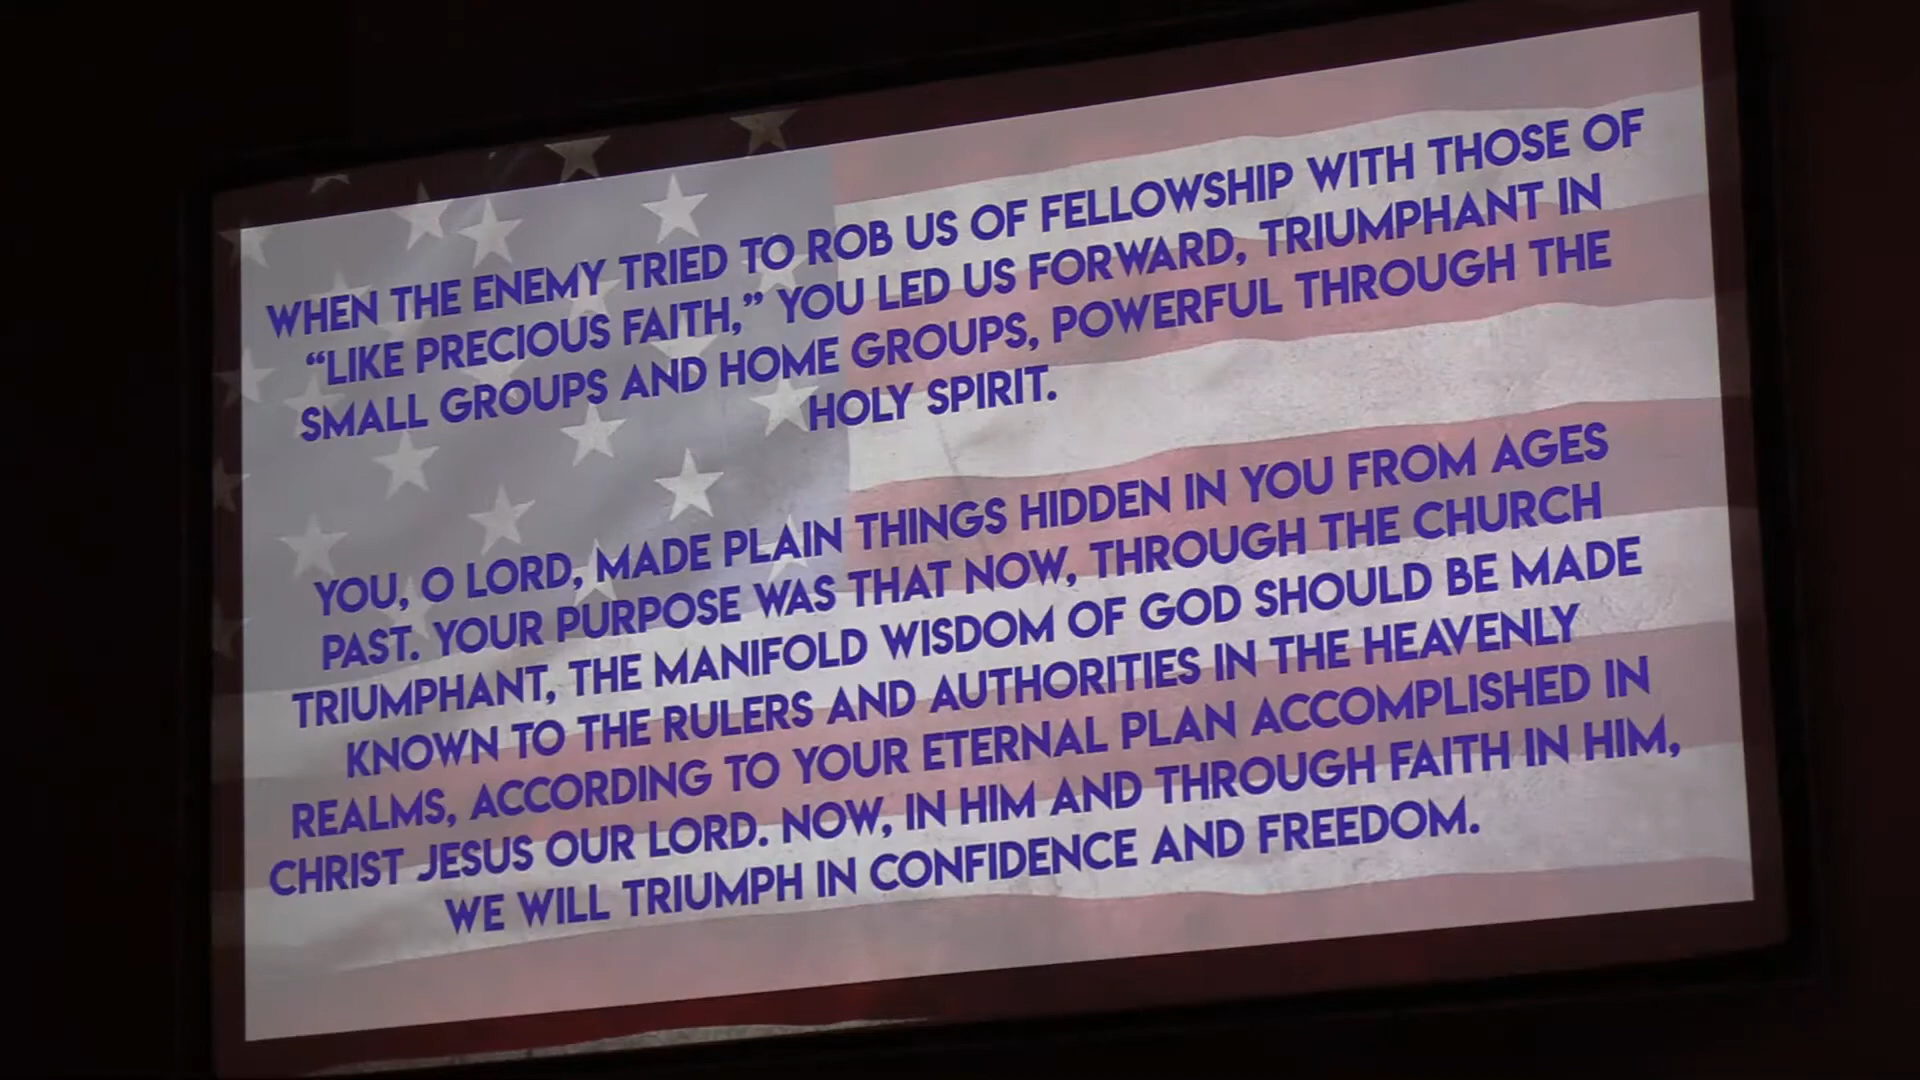 WHEN THE ENEMY TRIED TO ROB US OF FELLOWSHIP WITH THOSE OF
“LIKE PRECIOUS FAITH,” YOU LED US FORWARD, TRIUMPHANT IN
SMALL GROUPS AND HOME GROUPS, POWERFUL THROUGH THE
HOLY SPIRIT.
YOU, O LORD, MADE PLAIN THINGS HIDDEN IN YOU FROM AGES
PAST. YOUR PURPOSE WAS THAT NOW, THROUGH THE CHURCH
TRIUMPHANT, THE MANIFOLD WISDOM OF GOD SHOULD BE MADE
KNOWN TO THE RULERS AND AUTHORITIES IN THE HEAVENLY
REALMS, ACCORDING TO YOUR ETERNAL PLAN ACCOMPLISHED IN
CHRIST JESUS OUR LORD. NOW, IN HIM AND THROUGH FAITH IN HIM,
WE WILL TRIUMPH IN CONFIDENCE AND FREEDOM.